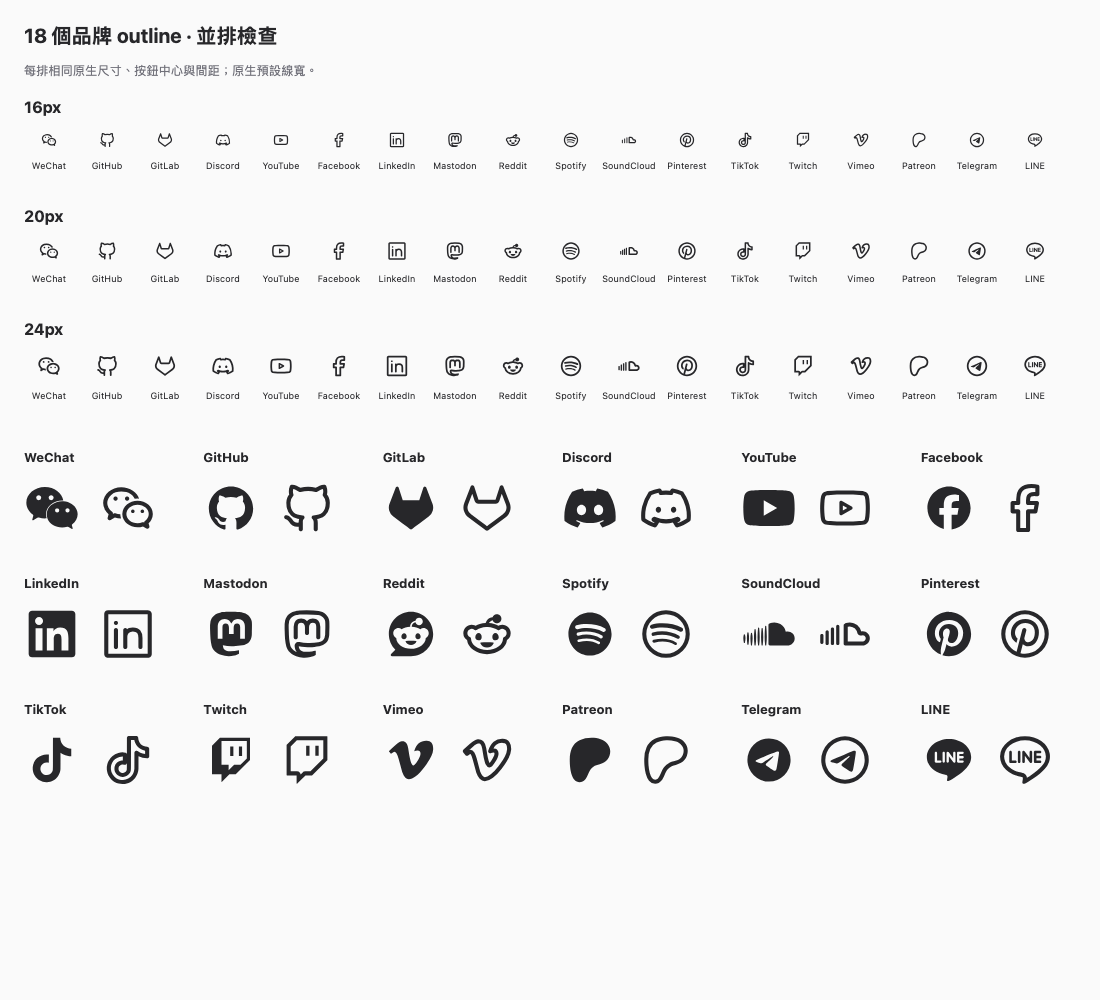 18 個品牌 outline · 並排檢查
每排相同原生尺寸、按鈕中心與間距；原生預設線寬。
16px
WeChat GitHub GitLab Discord YouTube Facebook LinkedIn Mastodon Reddit Spotify SoundCloud Pinterest TikTok Twitch Vimeo Patreon Telegram LINE
20px
WeChat GitHub GitLab Discord YouTube Facebook LinkedIn Mastodon Reddit Spotify SoundCloud Pinterest TikTok Twitch Vimeo Patreon Telegram LINE
24px
WeChat GitHub GitLab Discord YouTube Facebook LinkedIn Mastodon Reddit Spotify SoundCloud Pinterest TikTok Twitch Vimeo Patreon Telegram LINE
WeChat GitHub GitLab Discord YouTube Facebook
LinkedIn Mastodon Reddit Spotify SoundCloud Pinterest
in in
TikTok Twitch Vimeo Patreon Telegram LINE
LINE LINE